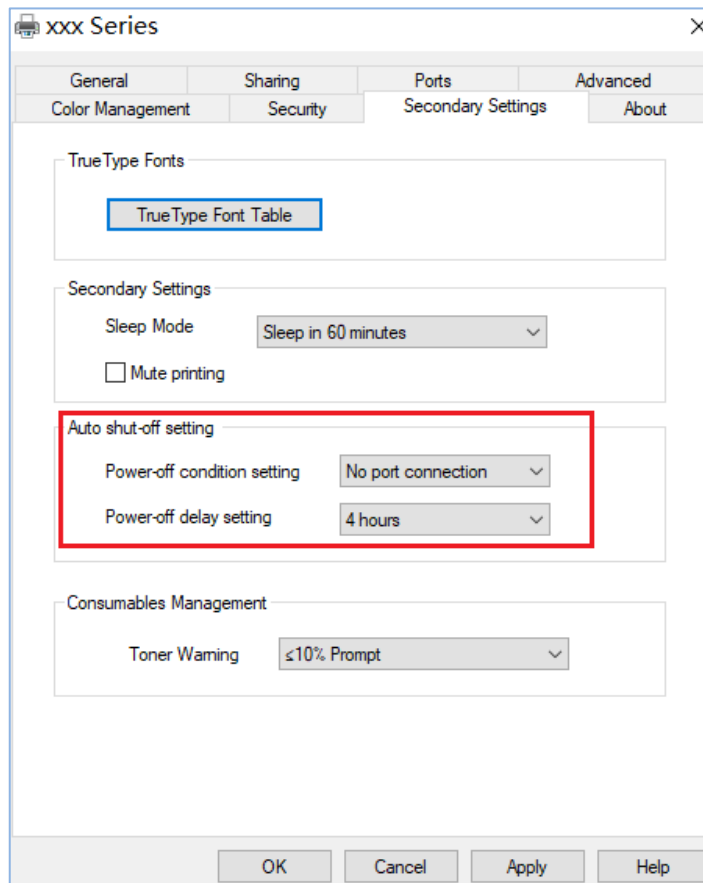 xxx Series
General Sharing Ports Advanced
Color Management Security Secondary Settings About
TrueType Fonts
TrueType Font Table
Secondary Settings
Sleep Mode Sleep in 60 minutes
Mute printing
Auto shut-off setting
Power-off condition setting No port connection
Power-off delay setting 4 hours
Consumables Management
Toner Warning ≤10% Prompt
OK Cancel Apply Help